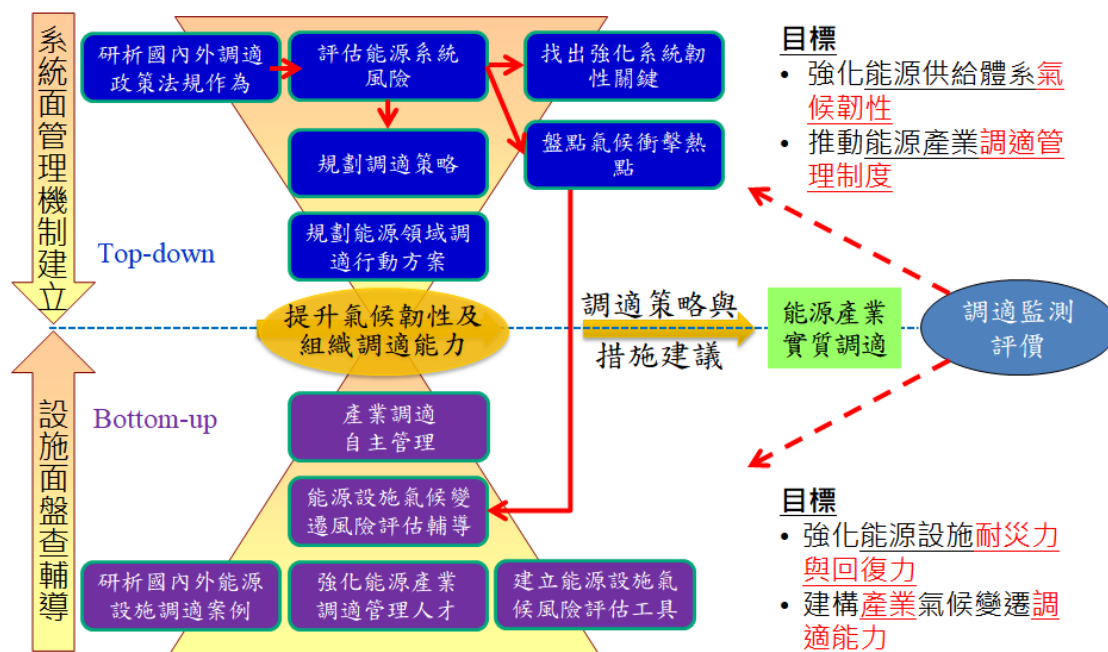 系統面管理機制建立
研析國內外調適
政策法規作為
評估能源系統
風險
找出強化系統韌
性關鍵
規劃調適策略
盤點氣候衝擊熱
點
Top-down
規劃能源領域調
適行動方案
目標
• 強化能源供給體系氣
候韌性
• 推動能源產業調適管
理制度
提升氣候韌性及
組織調適能力
調適策略與
措施建議
能源產業
實質調適
調適監測
評價
設施面盤查輔導
Bottom-up
產業調適
自主管理
能源設施氣候變
遷風險評估輔導
研析國內外能源
設施調適案例
強化能源產業
調適管理人才
建立能源設施氣
候風險評估工具
目標
• 強化能源設施耐災力
與回復力
• 建構產業氣候變遷調
適能力